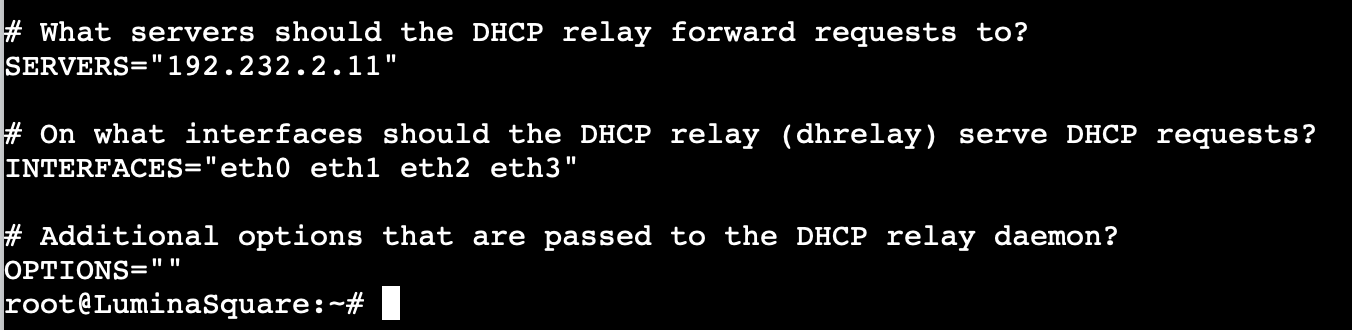 # What servers should the DHCP relay forward requests to?
SERVERS="192.232.2.11"
# On what interfaces should the DHCP relay (dhrelay) serve DHCP requests?
INTERFACES="eth0 eth1 eth2 eth3"
# Additional options that are passed to the DHCP relay daemon?
OPTIONS=""
root@LuminaSquare:~#